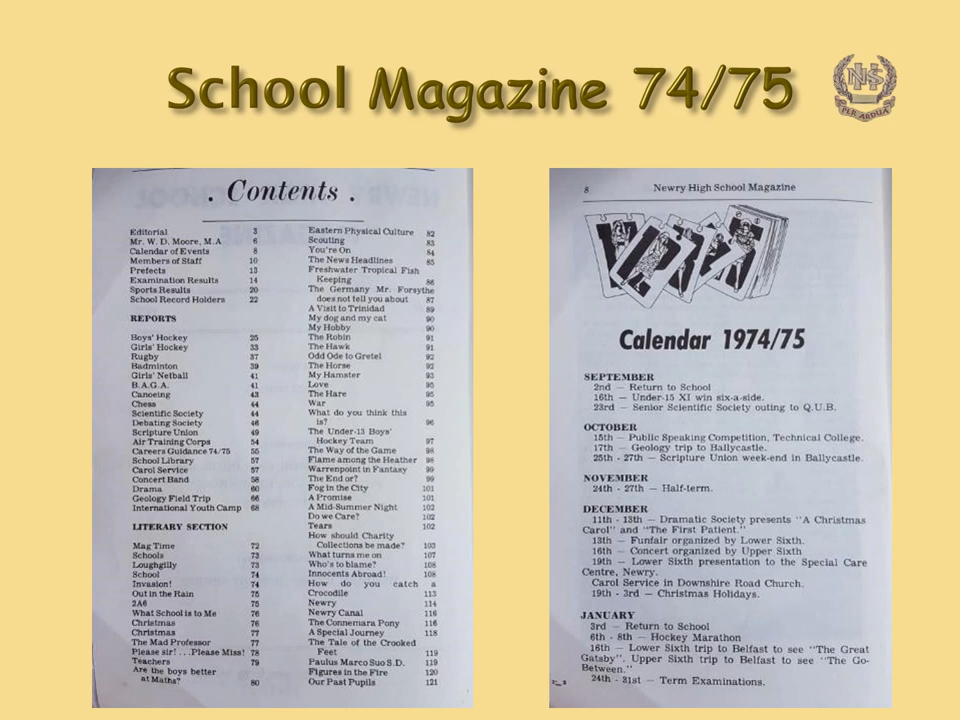 School Magazine 74/75
NHS
PER ARDUA
. Contents .
Editorial 3
Mr. W. D. Moore, M.A 6
Calendar of Events 8
Members of Staff 10
Prefects 13
Examination Results 14
Sports Results 20
School Record Holders 22
REPORTS
Boys' Hockey 25
Girls' Hockey 33
Rugby 37
Badminton 39
Girls' Netball 41
B.A.G.A. 41
Canoeing 43
Chess 44
Scientific Society 44
Debating Society 46
Scripture Union 49
Air Training Corps 54
Careers Guidance 74/75 55
School Library 57
Carol Service 57
Concert Band 58
Drama 60
Geology Field Trip 66
International Youth Camp 68
LITERARY SECTION
Mag Time 72
Schools 73
Loughgilly 73
School 74
Invasion! 74
Out in the Rain 75
2A6 75
What School is to Me 76
Christmas 76
Christmas 77
The Mad Professor 77
Please sir! . . .Please Miss! 78
Teachers 79
Are the boys better
at Maths? 80
Eastern Physical Culture 82
Scouting 83
You're On 84
The News Headlines 85
Freshwater Tropical Fish
Keeping 86
The Germany Mr. Forsythe
does not tell you about 87
A Visit to Trinidad 89
My dog and my cat 90
My Hobby 90
The Robin 91
The Hawk 91
Odd Ode to Gretel 92
The Horse 92
My Hamster 93
Love 95
The Hare 95
War 95
What do you think this
is? 96
The Under-13 Boys'
Hockey Team 97
The Way of the Game 98
Flame among the Heather 98
Warrenpoint in Fantasy 99
The End or? 99
Fog in the City 101
A Promise 101
A Mid-Summer Night 102
Do we Care? 102
Tears 102
How should Charity
Collections be made? 103
What turns me on 107
Who's to blame? 108
Innocents Abroad! 108
How do you catch a
Crocodile 113
Newry 114
Newry Canal 116
The Connemara Pony 116
A Special Journey 118
The Tale of the Crooked
Feet 119
Paulus Marco Suo S.D. 119
Figures in the Fire 120
Our Past Pupils 121
8 Newry High School Magazine
Calendar 1974/75
SEPTEMBER
2nd — Return to School
16th — Under-15 XI win six-a-side.
23rd — Senior Scientific Society outing to Q.U.B.
OCTOBER
15th — Public Speaking Competition, Technical College.
17th — Geology trip to Ballycastle.
25th - 27th — Scripture Union week-end in Ballycastle.
NOVEMBER
24th - 27th — Half-term.
DECEMBER
11th - 13th — Dramatic Society presents "A Christmas
Carol" and "The First Patient."
13th — Funfair organized by Lower Sixth.
16th — Concert organized by Upper Sixth
19th — Lower Sixth presentation to the Special Care
Centre, Newry.
Carol Service in Downshire Road Church.
19th - 3rd — Christmas Holidays.
JANUARY
3rd — Return to School
6th - 8th — Hockey Marathon
16th — Lower Sixth trip to Belfast to see "The Great
Gatsby". Upper Sixth trip to Belfast to see "The Go-
Between."
24th - 31st — Term Examinations.